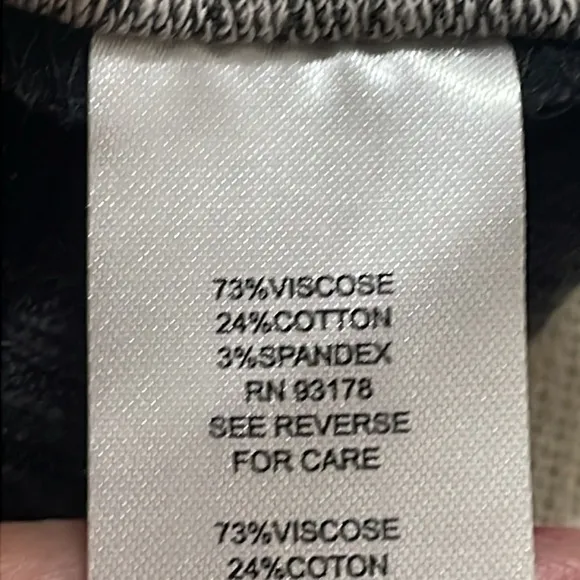 73%VISCOSE
24%COTTON
3%SPANDEX
RN 93178
SEE REVERSE
FOR CARE
73%VISCOSE
24%COTON